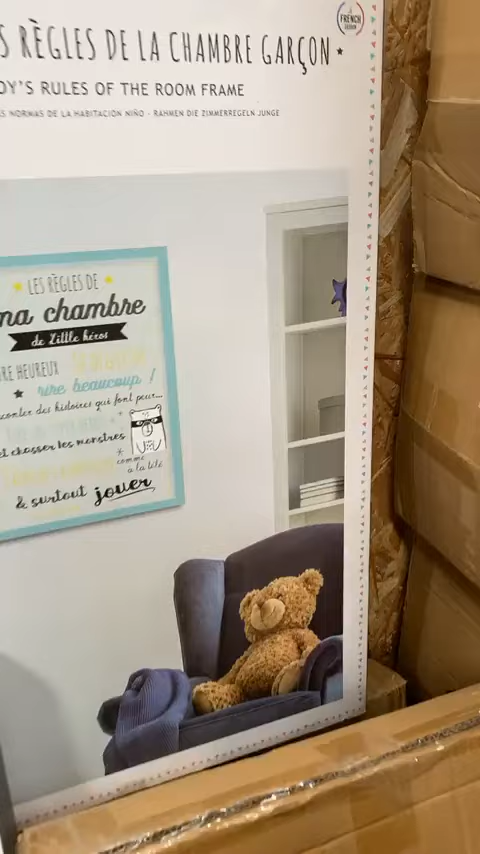 S RÈGLES DE LA CHAMBRE GARÇON
FRENCH
OY'S RULES OF THE ROOM FRAME
S NORMAS DE LA HABITACIÓN NIÑO - RAHMEN DIE ZIMMERREGELN JUNGE
LES RÈGLES DE
ma chambre
de Little héros
RE HEUREUX
rire beaucoup !
conter des histoires qui font peur...
et chasser les monstres
comme
à la télé
& surtout jouer